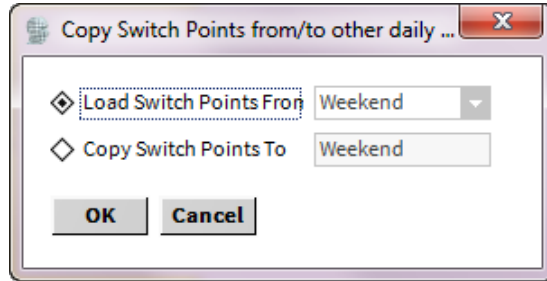 Copy Switch Points from/to other daily ...
Load Switch Points From Weekend
Copy Switch Points To Weekend
OK Cancel